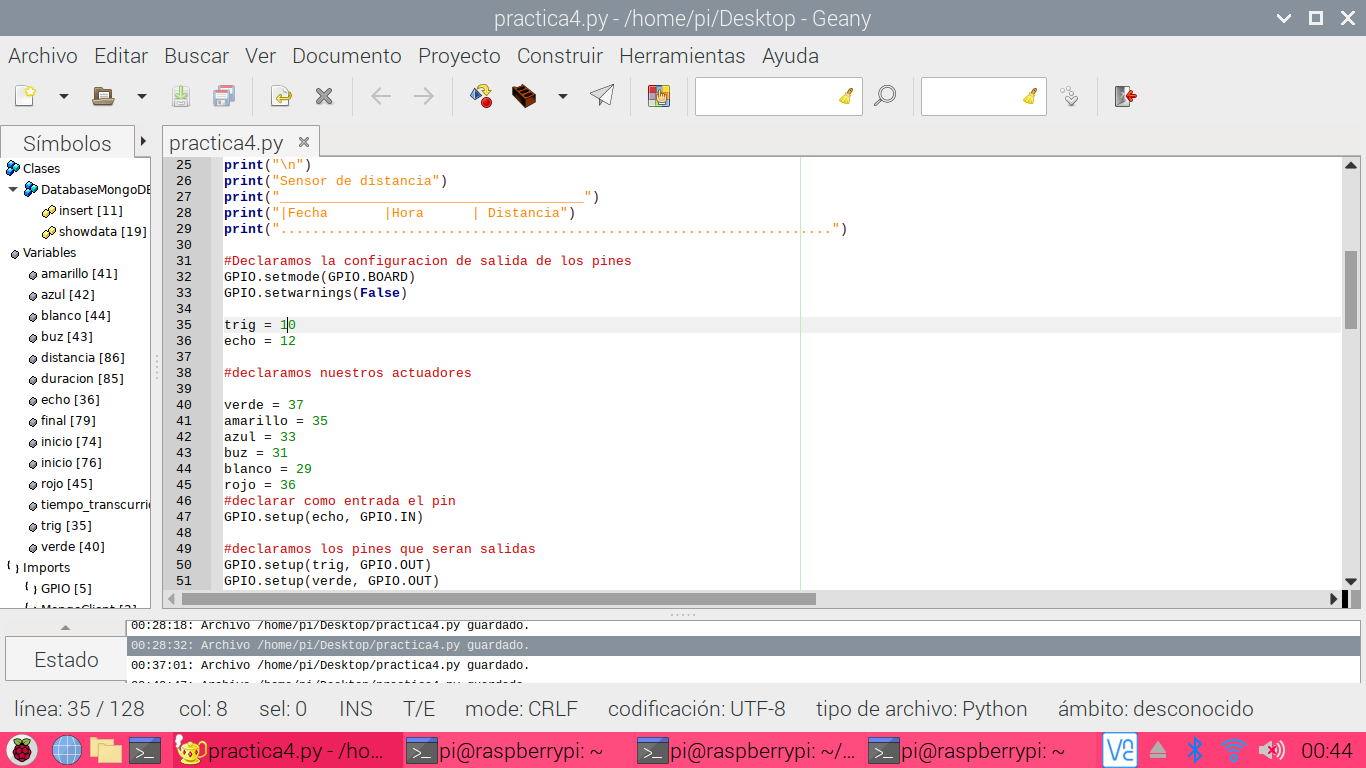 practica4.py - /home/pi/Desktop - Geany
Archivo Editar Buscar Ver Documento Proyecto Construir Herramientas Ayuda
Símbolos
Clases
DatabaseMongoDB
insert [11]
showdata [19]
Variables
amarillo [41]
azul [42]
blanco [44]
buz [43]
distancia [86]
duracion [85]
echo [36]
final [79]
inicio [74]
inicio [76]
rojo [45]
tiempo_transcurri
trig [35]
verde [40]
Imports
GPIO [5]
practica4.py
25 print("\n")
26 print("Sensor de distancia")
27 print("______________________________________")
28 print("|Fecha       |Hora      | Distancia")
29 print(".....................................................................")
30
31 #Declaramos la configuracion de salida de los pines
32 GPIO.setmode(GPIO.BOARD)
33 GPIO.setwarnings(False)
34
35 trig = 10
36 echo = 12
37
38 #declaramos nuestros actuadores
39
40 verde = 37
41 amarillo = 35
42 azul = 33
43 buz = 31
44 blanco = 29
45 rojo = 36
46 #declarar como entrada el pin
47 GPIO.setup(echo, GPIO.IN)
48
49 #declaramos los pines que seran salidas
50 GPIO.setup(trig, GPIO.OUT)
51 GPIO.setup(verde, GPIO.OUT)
Estado
00:28:18: Archivo /home/pi/Desktop/practica4.py guardado.
00:28:32: Archivo /home/pi/Desktop/practica4.py guardado.
00:37:01: Archivo /home/pi/Desktop/practica4.py guardado.
línea: 35 / 128 col: 8 sel: 0 INS T/E mode: CRLF codificación: UTF-8 tipo de archivo: Python ámbito: desconocido
practica4.py - /ho... pi@raspberrypi: ~ pi@raspberrypi: ~/... pi@raspberrypi: ~ 00:44